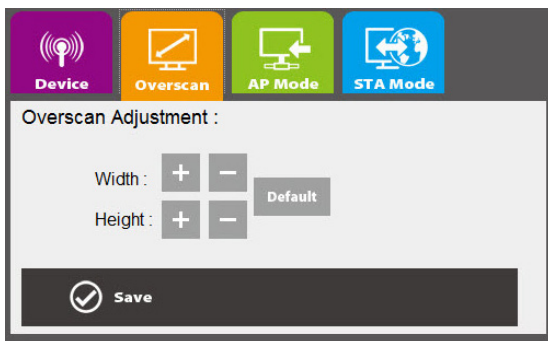 Device Overscan AP Mode STA Mode
Overscan Adjustment :
Width : + −
Default
Height : + −
Save